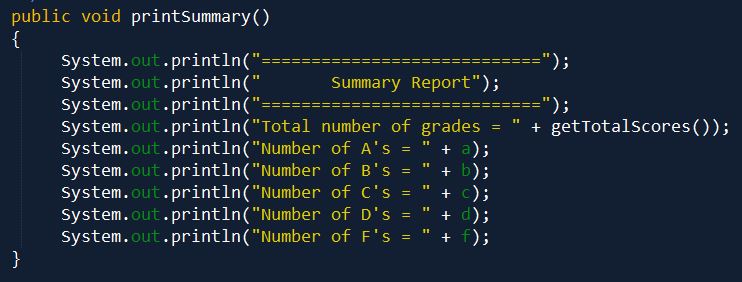 public void printSummary()
{
     System.out.println("============================");
     System.out.println("       Summary Report");
     System.out.println("============================");
     System.out.println("Total number of grades = " + getTotalScores());
     System.out.println("Number of A's = " + a);
     System.out.println("Number of B's = " + b);
     System.out.println("Number of C's = " + c);
     System.out.println("Number of D's = " + d);
     System.out.println("Number of F's = " + f);
}